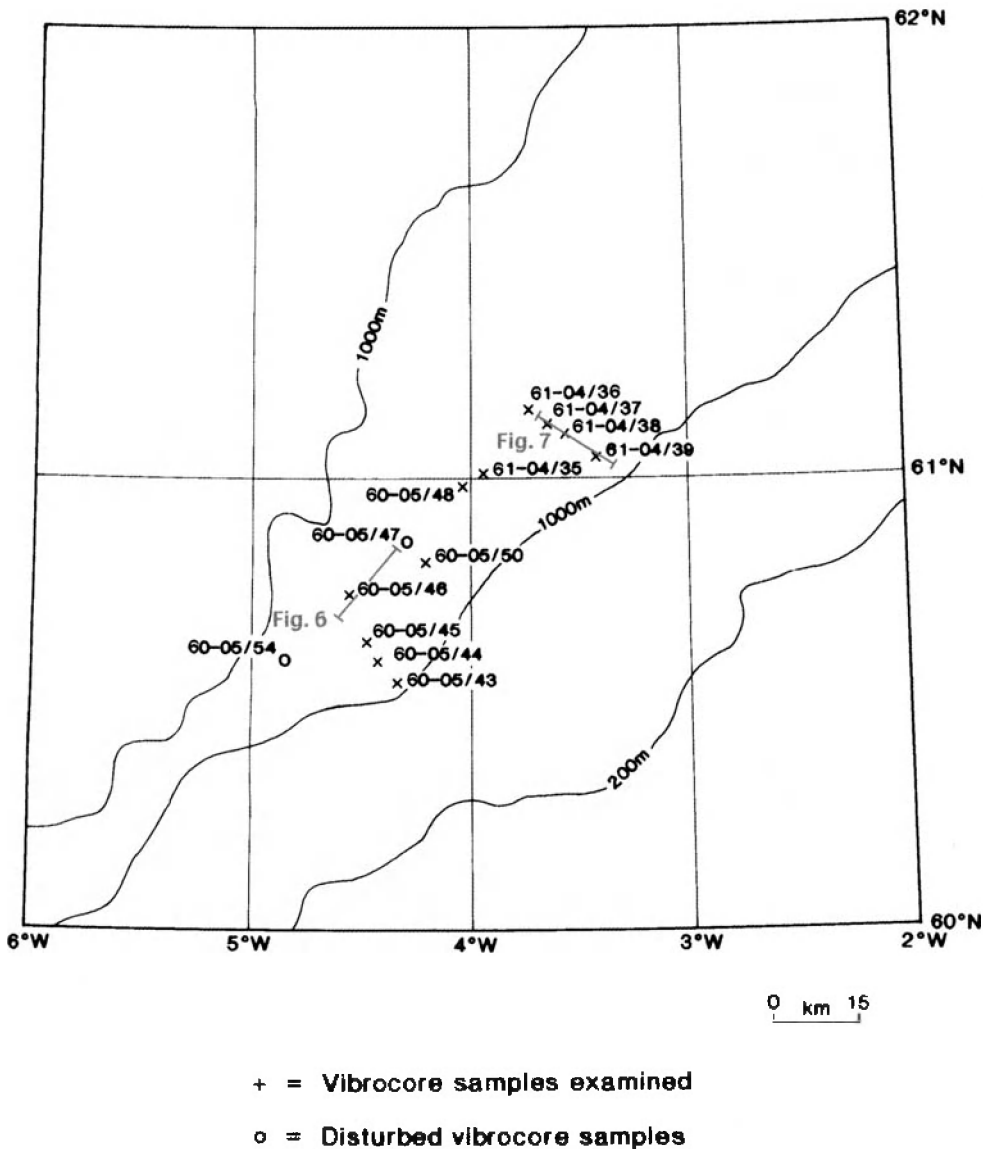 62°N
1000m
61-04/36
61-04/37
61-04/38
Fig. 7
61-04/39
61°N
61-04/35
60-05/48
1000m
60-05/47
60-05/50
60-05/46
Fig. 6
60-05/45
60-05/54
60-05/44
60-05/43
200m
60°N
6°W
5°W
4°W
3°W
2°W
0 km 15
+ = Vibrocore samples examined
o = Disturbed vibrocore samples